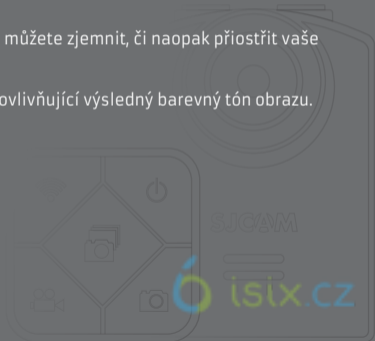 můžete zjemnit, či naopak přiostřit vaše
ovlivňující výsledný barevný tón obrazu.
SJCAM
isix.cz